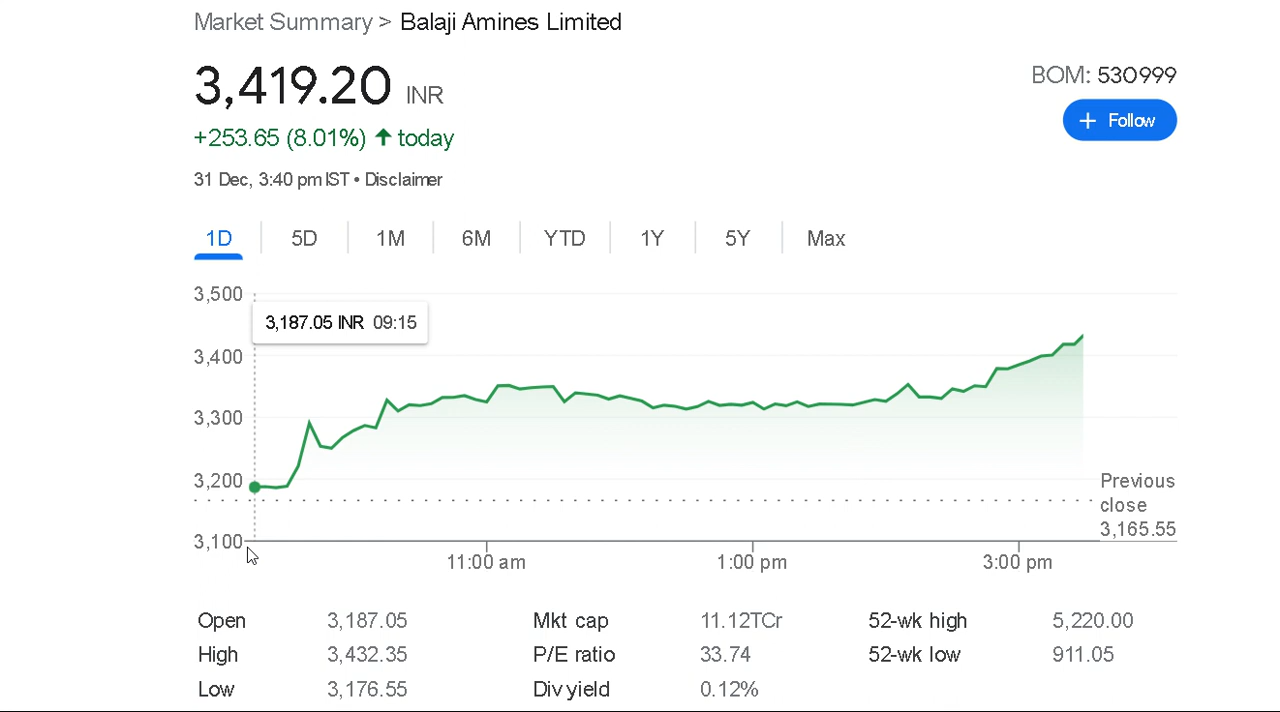 Market Summary > Balaji Amines Limited
3,419.20 INR
BOM: 530999
+253.65 (8.01%) ↑ today
+ Follow
31 Dec, 3:40 pm IST • Disclaimer
1D 5D 1M 6M YTD 1Y 5Y Max
3,500
3,187.05 INR 09:15
3,400
3,300
3,200
Previous
close
3,165.55
3,100
11:00 am 1:00 pm 3:00 pm
Open 3,187.05 Mkt cap 11.12TCr 52-wk high 5,220.00
High 3,432.35 P/E ratio 33.74 52-wk low 911.05
Low 3,176.55 Div yield 0.12%